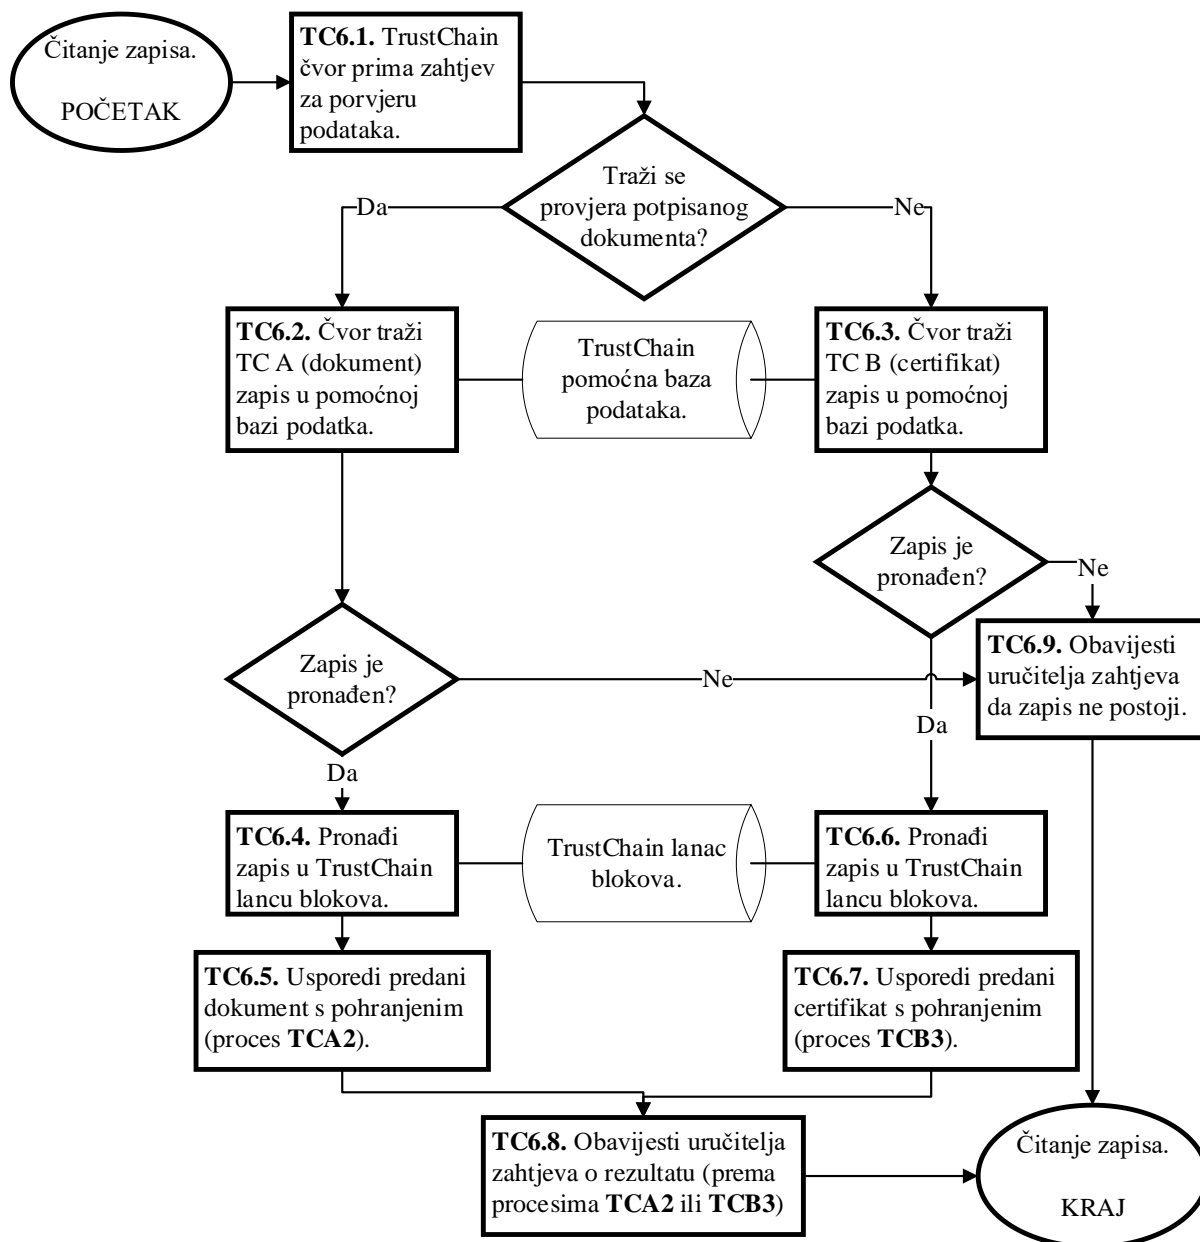 Čitanje zapisa.
POČETAK
TC6.1. TrustChain
čvor prima zahtjev
za porvjeru
podataka.
Traži se
provjera potpisanog
dokumenta?
Da
Ne
TC6.2. Čvor traži
TC A (dokument)
zapis u pomoćnoj
bazi podatka.
TrustChain
pomoćna baza
podataka.
TC6.3. Čvor traži
TC B (certifikat)
zapis u pomoćnoj
bazi podatka.
Zapis je
pronađen?
Ne
Zapis je
pronađen?
Ne
TC6.9. Obavijesti
uručitelja zahtjeva
da zapis ne postoji.
Da
Da
TC6.4. Pronađi
zapis u TrustChain
lancu blokova.
TrustChain lanac
blokova.
TC6.6. Pronađi
zapis u TrustChain
lancu blokova.
TC6.5. Usporedi predani
dokument s pohranjenim
(proces TCA2).
TC6.7. Usporedi predani
certifikat s pohranjenim
(proces TCB3).
TC6.8. Obavijesti uručitelja
zahtjeva o rezultatu (prema
procesima TCA2 ili TCB3)
Čitanje zapisa.
KRAJ